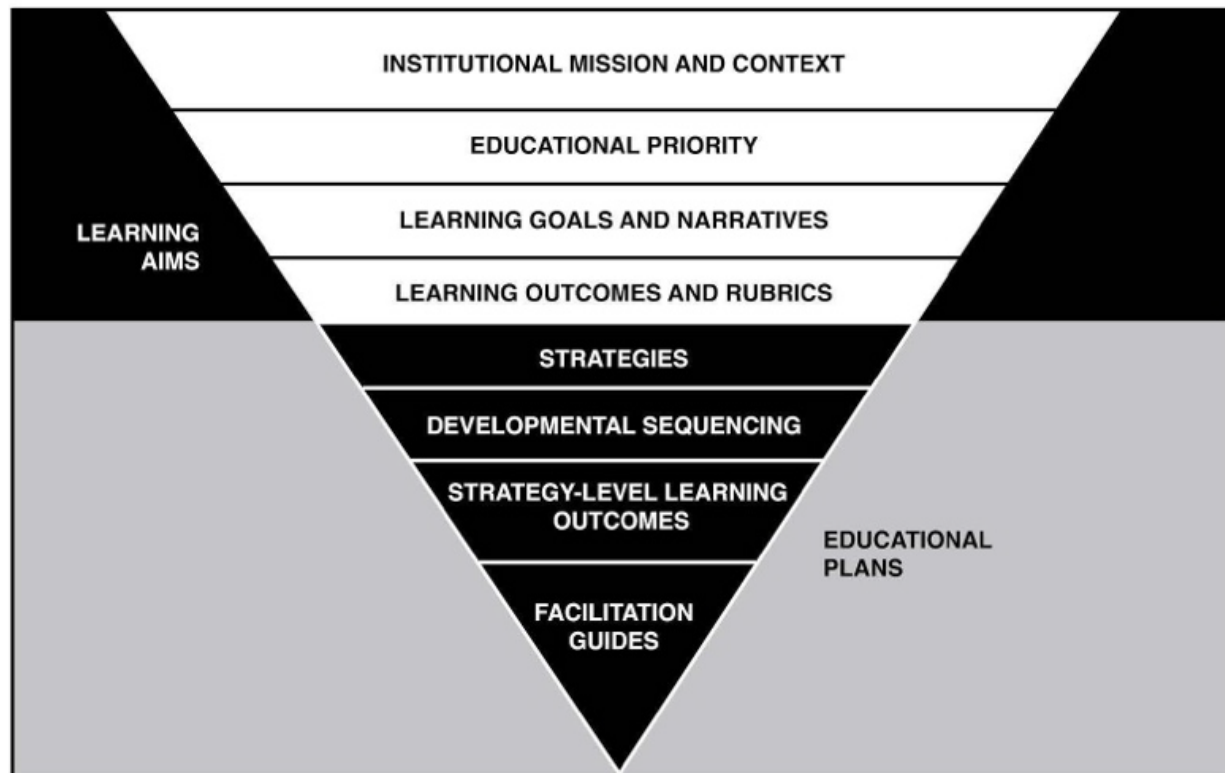 INSTITUTIONAL MISSION AND CONTEXT
EDUCATIONAL PRIORITY
LEARNING GOALS AND NARRATIVES
LEARNING
AIMS
LEARNING OUTCOMES AND RUBRICS
STRATEGIES
DEVELOPMENTAL SEQUENCING
STRATEGY-LEVEL LEARNING
OUTCOMES
EDUCATIONAL
PLANS
FACILITATION
GUIDES